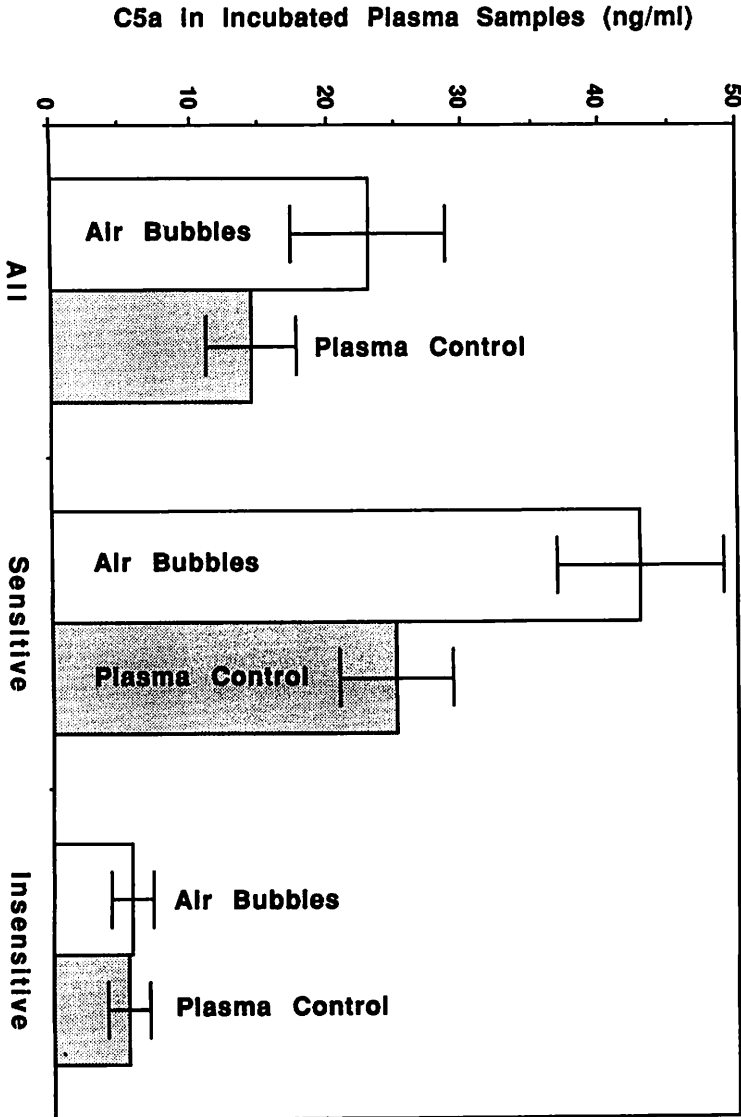 C5a in Incubated Plasma Samples (ng/ml)
0 10 20 30 40 50
Air Bubbles
Plasma Control
All
Air Bubbles
Plasma Control
Sensitive
Air Bubbles
Plasma Control
Insensitive